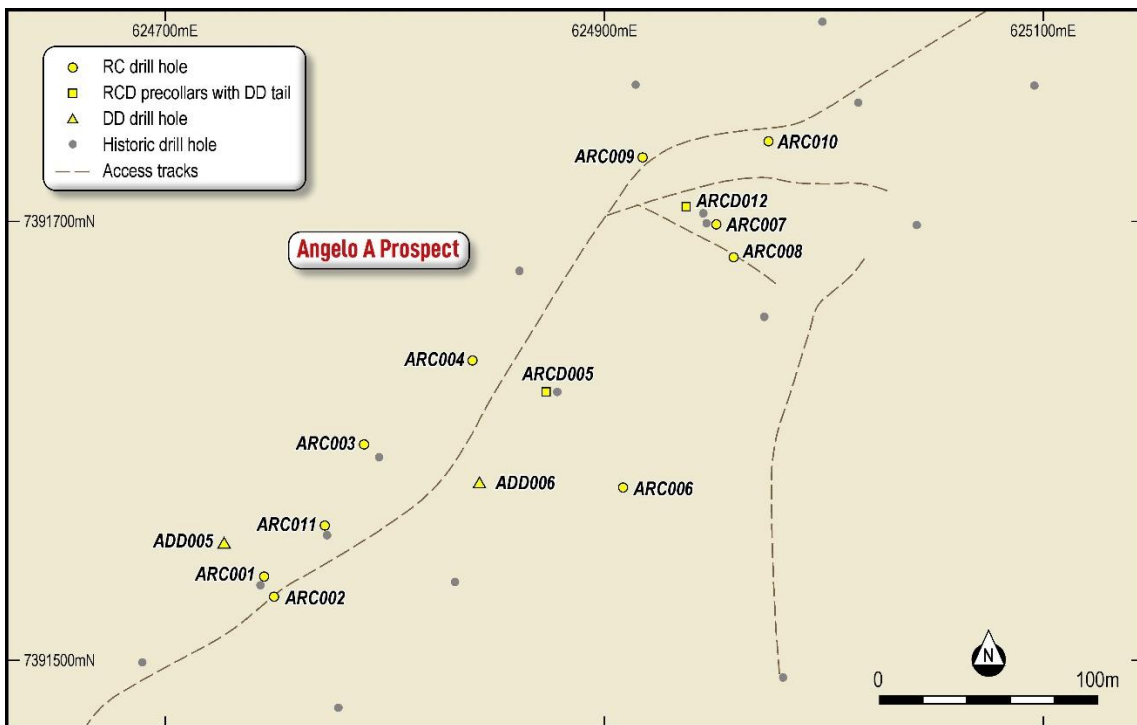 624700mE
624900mE
625100mE
RC drill hole
RCD precollars with DD tail
DD drill hole
Historic drill hole
Access tracks
ARC009
ARC010
ARCD012
7391700mN
ARC007
Angelo A Prospect
ARC008
ARC004
ARCD005
ARC003
ADD006
ARC006
ARC011
ADD005
ARC001
ARC002
7391500mN
N
0
100m